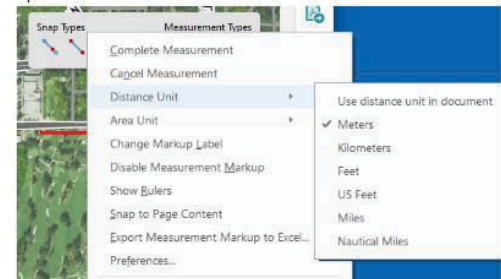 Snap Types
Measurement Types
Complete Measurement
Cancel Measurement
Distance Unit
Area Unit
Change Markup Label
Disable Measurement Markup
Show Rulers
Snap to Page Content
Export Measurement Markup to Excel...
Preferences...
Use distance unit in document
Meters
Kilometers
Feet
US Feet
Miles
Nautical Miles